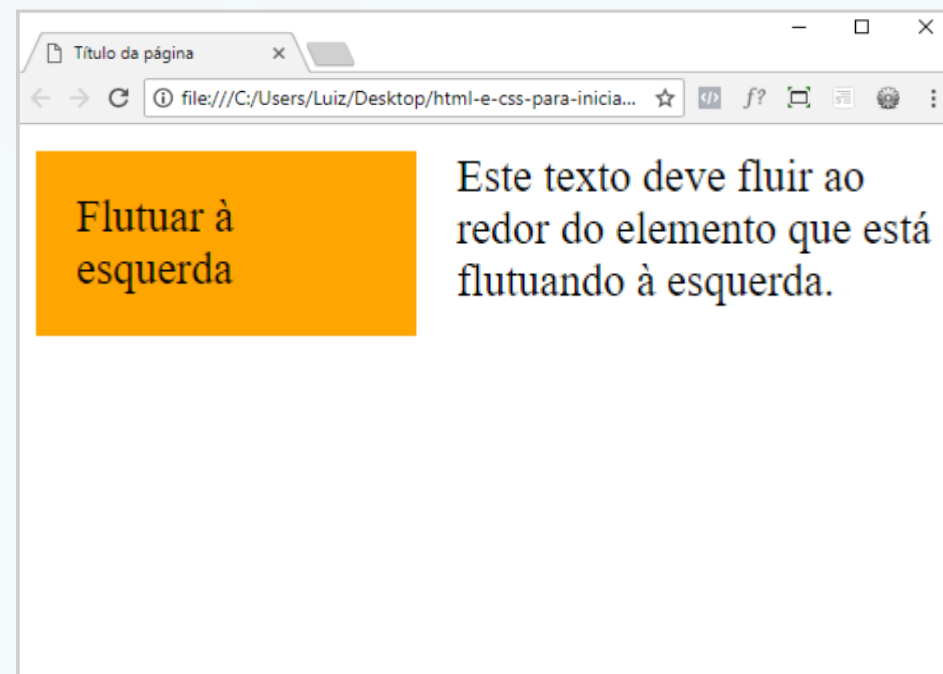 Título da página
file:///C:/Users/Luiz/Desktop/html-e-css-para-inicia...
f?
Flutuar à
esquerda
Este texto deve fluir ao
redor do elemento que está
flutuando à esquerda.